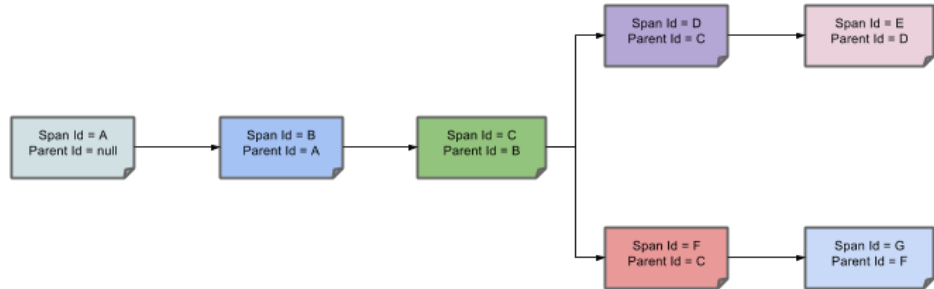 Span Id = A
Parent Id = null
Span Id = B
Parent Id = A
Span Id = C
Parent Id = B
Span Id = D
Parent Id = C
Span Id = E
Parent Id = D
Span Id = F
Parent Id = C
Span Id = G
Parent Id = F